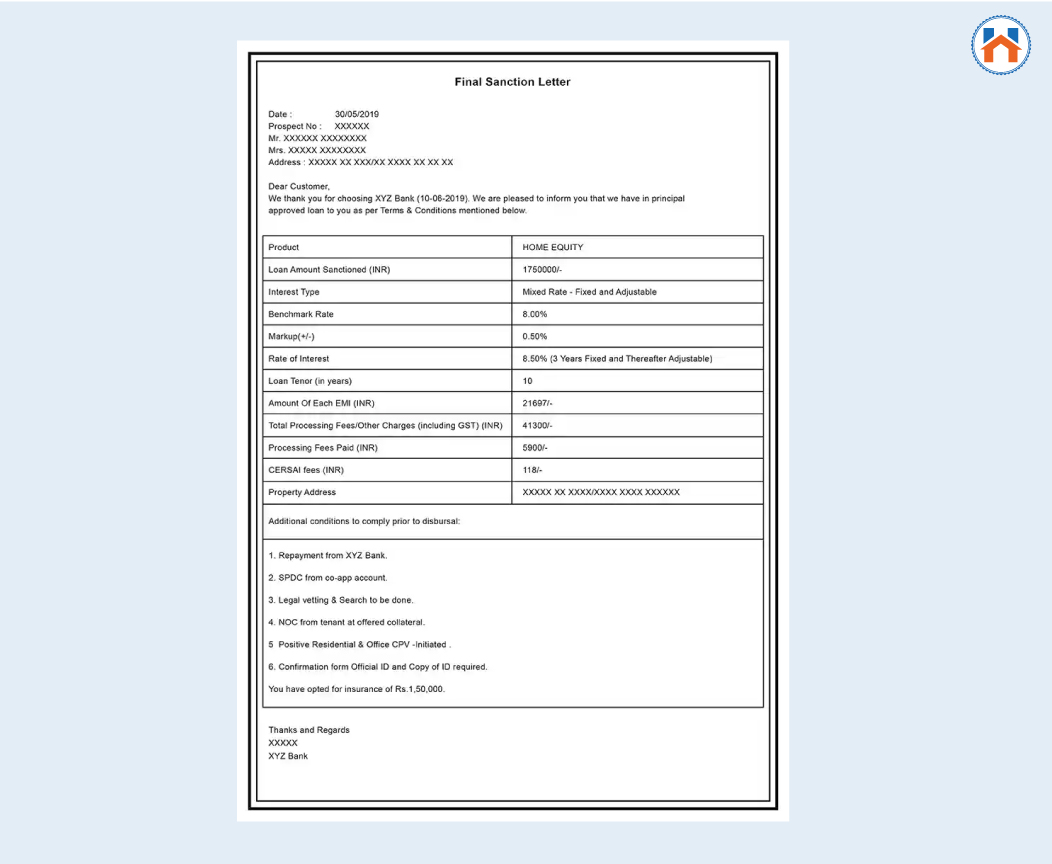 Final Sanction Letter
Date : 30/05/2019
Prospect No : XXXXXX
Mr. XXXXXX XXXXXXXX
Mrs. XXXXX XXXXXXXX
Address : XXXXX XX XXX/XX XXXX XX XX XX
Dear Customer,
We thank you for choosing XYZ Bank (10-06-2019). We are pleased to inform you that we have in principal
approved loan to you as per Terms & Conditions mentioned below.
Product HOME EQUITY
Loan Amount Sanctioned (INR) 1750000/-
Interest Type Mixed Rate - Fixed and Adjustable
Benchmark Rate 8.00%
Markup(+/-) 0.50%
Rate of Interest 8.50% (3 Years Fixed and Thereafter Adjustable)
Loan Tenor (in years) 10
Amount Of Each EMI (INR) 21697/-
Total Processing Fees/Other Charges (including GST) (INR) 41300/-
Processing Fees Paid (INR) 5900/-
CERSAI fees (INR) 118/-
Property Address XXXXX XX XXXX/XXXX XXXX XXXXXX
Additional conditions to comply prior to disbursal:
1. Repayment from XYZ Bank.
2. SPDC from co-app account.
3. Legal vetting & Search to be done.
4. NOC from tenant at offered collateral.
5 Positive Residential & Office CPV -Initiated .
6. Confirmation form Official ID and Copy of ID required.
You have opted for insurance of Rs.1,50,000.
Thanks and Regards
XXXXX
XYZ Bank